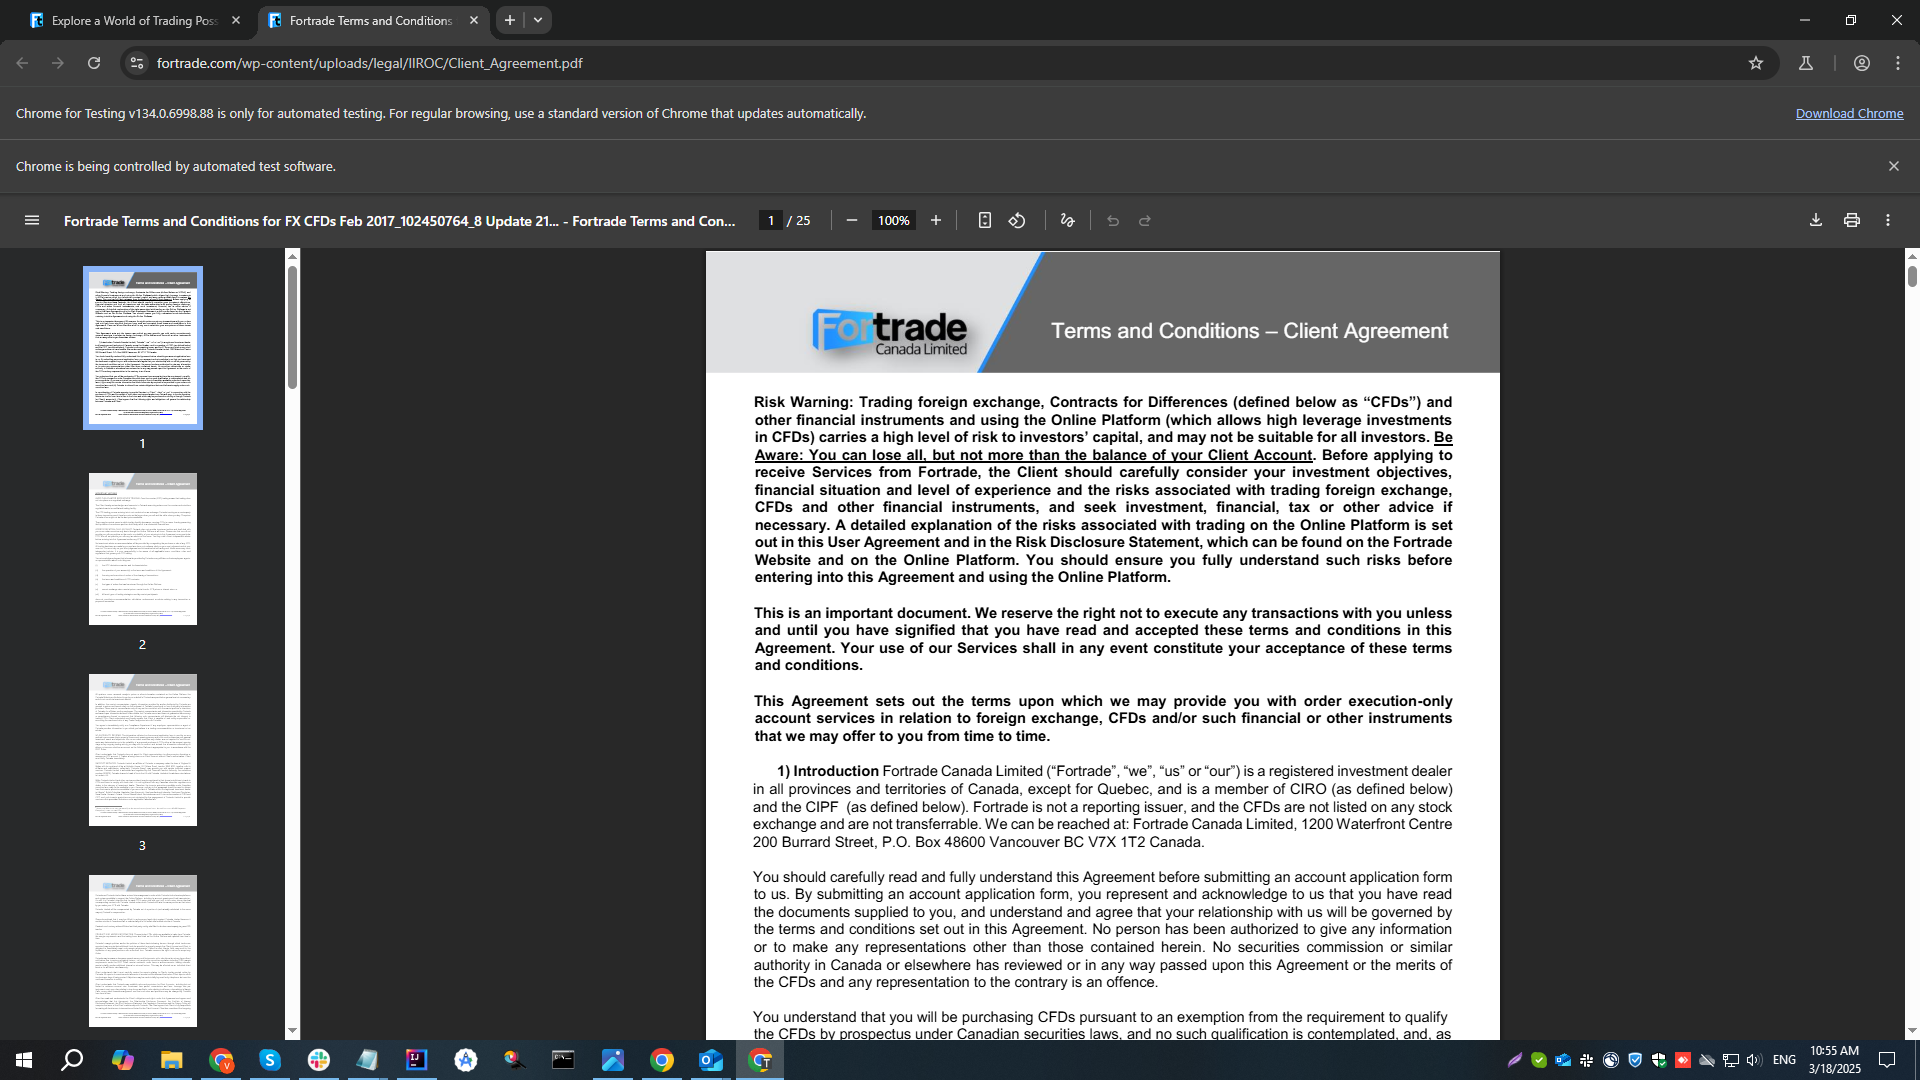 Explore a World of Trading Pos
Fortrade Terms and Conditions
fortrade.com/wp-content/uploads/legal/IIROC/Client_Agreement.pdf
Chrome for Testing v134.0.6998.88 is only for automated testing. For regular browsing, use a standard version of Chrome that updates automatically.
Download Chrome
Chrome is being controlled by automated test software.
Fortrade Terms and Conditions for FX CFDs Feb 2017_102450764_8 Update 21... - Fortrade Terms and Con...
1 / 25
100%
1
2
3
Fortrade
Canada Limited
Terms and Conditions – Client Agreement
Risk Warning: Trading foreign exchange, Contracts for Differences (defined below as “CFDs”) and
other financial instruments and using the Online Platform (which allows high leverage investments
in CFDs) carries a high level of risk to investors’ capital, and may not be suitable for all investors. Be
Aware: You can lose all, but not more than the balance of your Client Account. Before applying to
receive Services from Fortrade, the Client should carefully consider your investment objectives,
financial situation and level of experience and the risks associated with trading foreign exchange,
CFDs and other financial instruments, and seek investment, financial, tax or other advice if
necessary. A detailed explanation of the risks associated with trading on the Online Platform is set
out in this User Agreement and in the Risk Disclosure Statement, which can be found on the Fortrade
Website and on the Online Platform. You should ensure you fully understand such risks before
entering into this Agreement and using the Online Platform.
This is an important document. We reserve the right not to execute any transactions with you unless
and until you have signified that you have read and accepted these terms and conditions in this
Agreement. Your use of our Services shall in any event constitute your acceptance of these terms
and conditions.
This Agreement sets out the terms upon which we may provide you with order execution-only
account services in relation to foreign exchange, CFDs and/or such financial or other instruments
that we may offer to you from time to time.
1) Introduction Fortrade Canada Limited (“Fortrade”, “we”, “us” or “our”) is a registered investment dealer
in all provinces and territories of Canada, except for Quebec, and is a member of CIRO (as defined below)
and the CIPF (as defined below). Fortrade is not a reporting issuer, and the CFDs are not listed on any stock
exchange and are not transferrable. We can be reached at: Fortrade Canada Limited, 1200 Waterfront Centre
200 Burrard Street, P.O. Box 48600 Vancouver BC V7X 1T2 Canada.
You should carefully read and fully understand this Agreement before submitting an account application form
to us. By submitting an account application form, you represent and acknowledge to us that you have read
the documents supplied to you, and understand and agree that your relationship with us will be governed by
the terms and conditions set out in this Agreement. No person has been authorized to give any information
or to make any representations other than those contained herein. No securities commission or similar
authority in Canada or elsewhere has reviewed or in any way passed upon this Agreement or the merits of
the CFDs and any representation to the contrary is an offence.
You understand that you will be purchasing CFDs pursuant to an exemption from the requirement to qualify
the CFDs by prospectus under Canadian securities laws, and no such qualification is contemplated, and, as
ENG
10:55 AM
3/18/2025